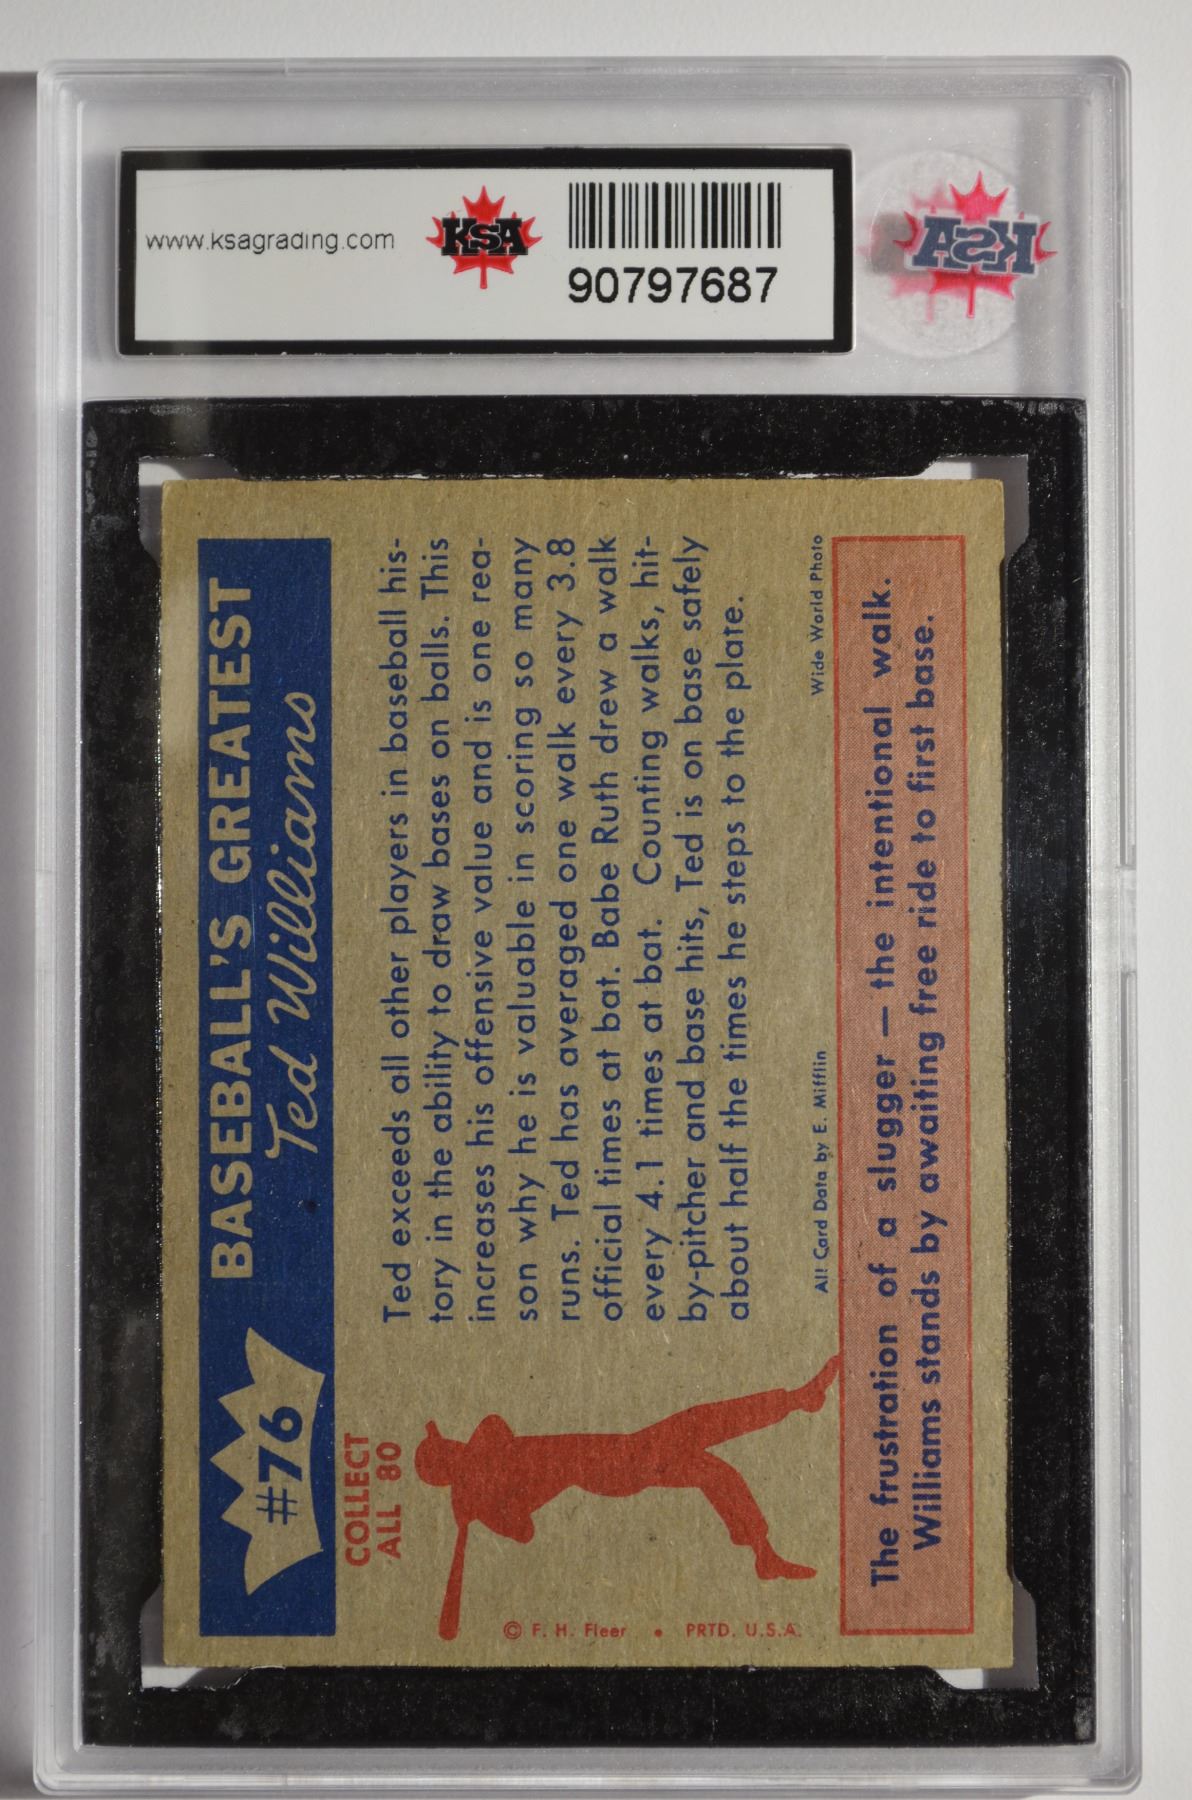 www.ksagrading.com
KSA
90797687
KSA
#76
BASEBALL'S GREATEST
Ted Williams
COLLECT
ALL 80
Ted exceeds all other players in baseball his-
tory in the ability to draw bases on balls. This
increases his offensive value and is one rea-
son why he is valuable in scoring so many
runs. Ted has averaged one walk every 3.8
official times at bat. Babe Ruth drew a walk
every 4.1 times at bat. Counting walks, hit-
by-pitcher and base hits, Ted is on base safely
about half the times he steps to the plate.
© F. H. Fleer • PRTD. U.S.A.
All Card Data by E. Mifflin
Wide World Photo
The frustration of a slugger — the intentional walk.
Williams stands by awaiting free ride to first base.